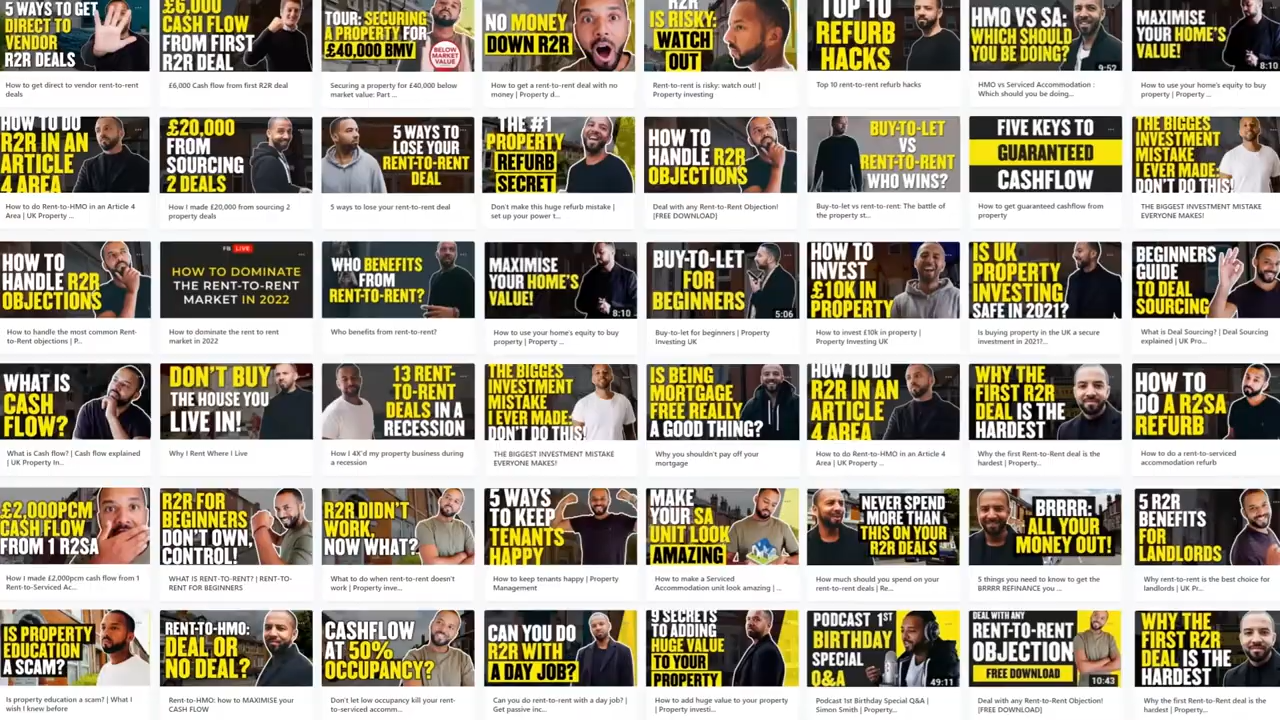 5 WAYS TO GET
DIRECT TO
VENDOR
R2R DEALS
How to get direct to vendor rent-to-rent
deals
£6,000
CASH FLOW
FROM FIRST
R2R DEAL
£6,000 Cash flow from first R2R deal
TOUR: SECURING
A PROPERTY FOR
£40,000 BMV
BELOW
MARKET
VALUE
Securing a property for £40,000 below
market value: Part ...
NO MONEY
DOWN R2R
How to get a rent-to-rent deal with no
money | Property d...
R2R
IS RISKY:
WATCH
OUT
Rent-to-rent is risky: watch out! |
Property investing
TOP 10
REFURB
HACKS
Top 10 rent-to-rent refurb hacks
HMO VS SA:
WHICH SHOULD
YOU BE DOING?
9:52
HMO vs Serviced Accommodation :
Which should you be doing...
MAXIMISE
YOUR HOME'S
VALUE!
8:10
How to use your home's equity to buy
property | Property ...
HOW TO DO
R2R IN AN
ARTICLE
4 AREA
How to do Rent-to-HMO in an Article 4
Area | UK Property ...
£20,000
FROM
SOURCING
2 DEALS
How I made £20,000 from sourcing 2
property deals
5 WAYS TO
LOSE YOUR
RENT-TO-RENT
DEAL
5 ways to lose your rent-to-rent deal
THE #1
PROPERTY
REFURB
SECRET
Don't make this huge refurb mistake |
set up your power t...
HOW TO
HANDLE R2R
OBJECTIONS
Deal with any Rent-to-Rent Objection!
[FREE DOWNLOAD]
BUY-TO-LET
VS
RENT-TO-RENT
WHO WINS?
Buy-to-let vs rent-to-rent: The battle of
the property st...
FIVE KEYS TO
GUARANTEED
CASHFLOW
How to get guaranteed cashflow from
property
THE BIGGES
INVESTMENT
MISTAKE
I EVER MADE:
DON'T DO THIS!
THE BIGGEST INVESTMENT MISTAKE
EVERYONE MAKES!
HOW TO
HANDLE R2R
OBJECTIONS
How to handle the most common Rent-
to-Rent objections | P...
FB LIVE
HOW TO DOMINATE
THE RENT-TO-RENT
MARKET IN 2022
How to dominate the rent to rent
market in 2022
WHO BENEFITS
FROM
RENT-TO-RENT?
Who benefits from rent-to-rent?
MAXIMISE
YOUR HOME'S
VALUE!
8:10
How to use your home's equity to buy
property | Property ...
BUY-TO-LET
FOR
BEGINNERS
5:06
Buy-to-let for beginners | Property
Investing UK
HOW TO
INVEST
£10K IN
PROPERTY
How to invest £10k in property |
Property Investing UK
IS UK
PROPERTY
INVESTING
SAFE IN 2021?
Is buying property in the UK a secure
investment in 2021?...
BEGINNERS
GUIDE
TO DEAL
SOURCING
What is Deal Sourcing? | Deal Sourcing
explained | UK Pro...
WHAT IS
CASH
FLOW?
What is Cash flow? | Cash flow explained
| UK Property In...
DON'T BUY
THE HOUSE YOU
LIVE IN!
Why I Rent Where I Live
13 RENT-
TO-RENT
DEALS IN A
RECESSION
How I 4X'd my property business during
a recession
THE BIGGES
INVESTMENT
MISTAKE
I EVER MADE:
DON'T DO THIS!
THE BIGGEST INVESTMENT MISTAKE
EVERYONE MAKES!
IS BEING
MORTGAGE
FREE REALLY
A GOOD THING?
Why you shouldn't pay off your
mortgage
HOW TO DO
R2R IN AN
ARTICLE
4 AREA
How to do Rent-to-HMO in an Article 4
Area | UK Property ...
WHY THE
FIRST R2R
DEAL IS THE
HARDEST
Why the first Rent-to-Rent deal is the
hardest | Property...
HOW TO
DO A R2SA
REFURB
How to do a rent-to-serviced
accommodation refurb
£2,000PCM
CASH FLOW
FROM 1 R2SA
How I made £2,000pcm cash flow from 1
Rent-to-Serviced Ac...
R2R FOR
BEGINNERS
DON'T OWN,
CONTROL!
WHAT IS RENT-TO-RENT? | RENT-TO-
RENT FOR BEGINNERS
R2R DIDN'T
WORK,
NOW WHAT?
What to do when rent-to-rent doesn't
work | Property inve...
5 WAYS
TO KEEP
TENANTS
HAPPY
How to keep tenants happy | Property
Management
MAKE
YOUR SA
UNIT LOOK
AMAZING
How to make a Serviced
Accommodation unit look amazing | ...
NEVER SPEND
MORE THAN
THIS ON YOUR
R2R DEALS
How much should you spend on your
rent-to-rent deals | Re...
BRRRR:
ALL YOUR
MONEY OUT!
5 things you need to know to get the
BRRRR REFINANCE you ...
5 R2R
BENEFITS
FOR
LANDLORDS
Why rent-to-rent is the best choice for
landlords | UK Pr...
IS PROPERTY
EDUCATION
A SCAM?
Is property education a scam? | What I
wish I knew before
RENT-TO-HMO:
DEAL OR
NO DEAL?
Rent-to-HMO: how to MAXIMISE your
CASH FLOW
CASHFLOW
AT 50%
OCCUPANCY?
Don't let low occupancy kill your rent-
to-serviced accomm...
CAN YOU DO
R2R WITH
A DAY JOB?
Can you do rent-to-rent with a day job? |
Get passive inc...
9 SECRETS
TO ADDING
HUGE VALUE
TO YOUR
PROPERTY
How to add huge value to your property
| Property investi...
PODCAST 1ST
BIRTHDAY
SPECIAL
Q&A
49:11
Podcast 1st Birthday Special Q&A |
Simon Smith | Property...
DEAL WITH ANY
RENT-TO-RENT
OBJECTION
FREE DOWNLOAD
10:43
Deal with any Rent-to-Rent Objection!
[FREE DOWNLOAD]
WHY THE
FIRST R2R
DEAL IS THE
HARDEST
Why the first Rent-to-Rent deal is the
hardest | Property...